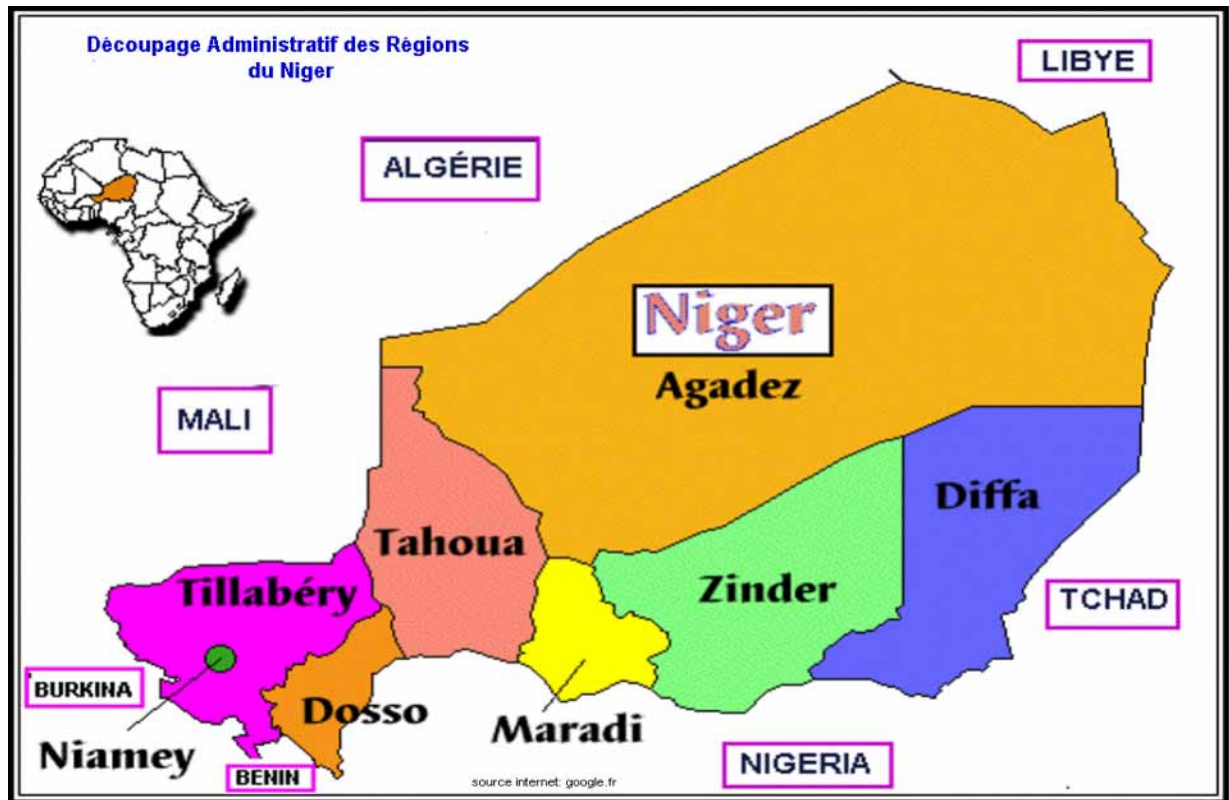 Découpage Administratif des Régions
du Niger
LIBYE
ALGÉRIE
Niger
Agadez
MALI
Diffa
Tahoua
Zinder
Tillabéry
TCHAD
BURKINA
Dosso
Maradi
Niamey
NIGERIA
BENIN
source internet: google.fr